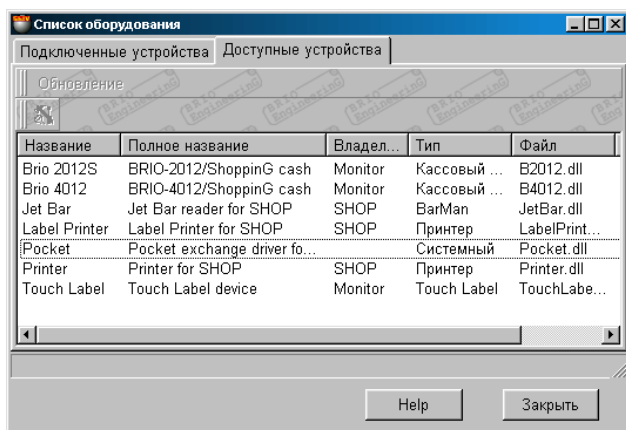 Список оборудования
Подключенные устройства Доступные устройства
Обновление
Название Полное название Владел... Тип Файл
Brio 2012S BRIO-2012/ShoppinG cash Monitor Кассовый ... B2012.dll
Brio 4012 BRIO-4012/ShoppinG cash Monitor Кассовый ... B4012.dll
Jet Bar Jet Bar reader for SHOP SHOP BarMan JetBar.dll
Label Printer Label Printer for SHOP SHOP Принтер LabelPrint...
Pocket Pocket exchange driver fo... Системный Pocket.dll
Printer Printer for SHOP SHOP Принтер Printer.dll
Touch Label Touch Label device Monitor Touch Label TouchLabe...
Help Закрыть